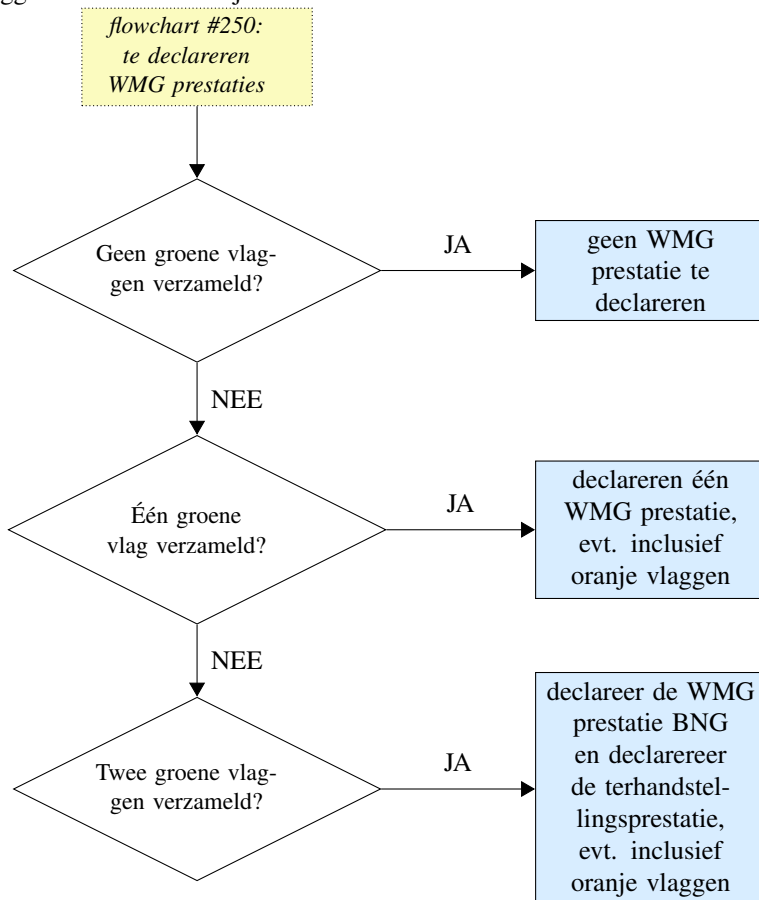 flowchart #250:
te declareren
WMG prestaties
Geen groene vlag-
gen verzameld?
JA
geen WMG
prestatie te
declareren
NEE
Één groene
vlag verzameld?
JA
declareren één
WMG prestatie,
evt. inclusief
oranje vlaggen
NEE
Twee groene vlag-
gen verzameld?
JA
declareer de WMG
prestatie BNG
en declarereer
de terhandstel-
lingsprestatie,
evt. inclusief
oranje vlaggen